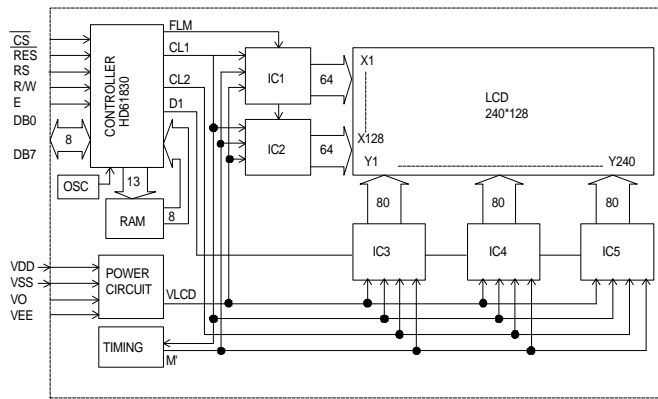 FLM
CS
RES
RS
R/W
E
DB0
8
DB7
CONTROLLER
HD61830
CL1
CL2
D1
OSC
13
RAM
8
IC1
64
IC2
64
X1
LCD
240*128
X128
Y1
Y240
80
80
80
IC3
IC4
IC5
VDD
VSS
VO
VEE
POWER
CIRCUIT
VLCD
TIMING
M'